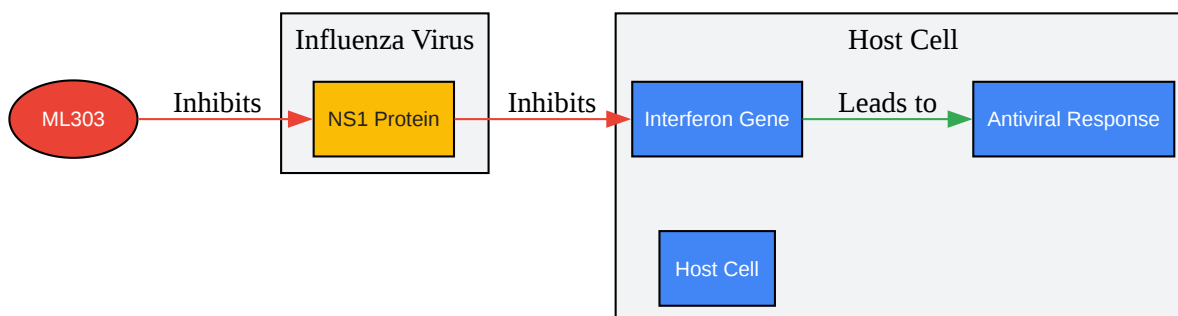 Influenza Virus
Host Cell
ML303
Inhibits
NS1 Protein
Inhibits
Interferon Gene
Leads to
Antiviral Response
Host Cell